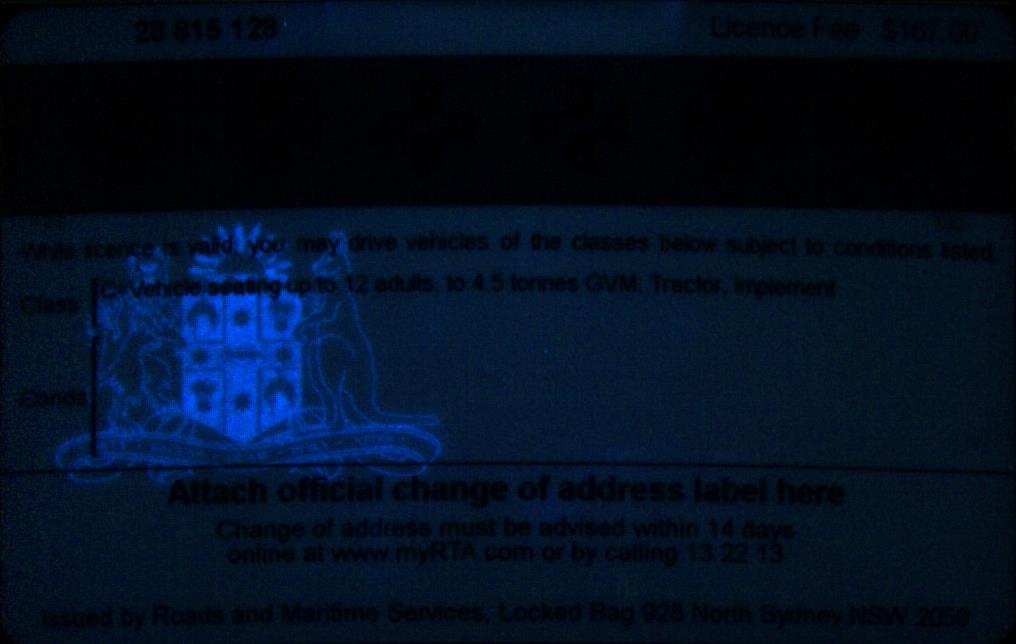 28 815 128 Licence Fee $167.00
While licence is valid, you may drive vehicles of the classes below subject to conditions listed.
C- Vehicle seating up to 12 adults, to 4.5 tonnes GVM, Tractor, Implement
Class
Conds
Attach official change of address label here
Change of address must be advised within 14 days
online at www.myRTA.com or by calling 13 22 13
Issued by Roads and Maritime Services, Locked Bag 928 North Sydney NSW 2059